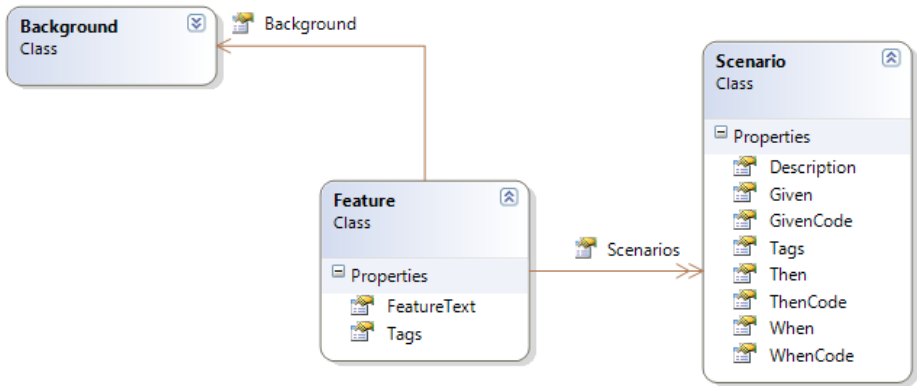 Background
Class
Background
Feature
Class
Properties
FeatureText
Tags
Scenarios
Scenario
Class
Properties
Description
Given
GivenCode
Tags
Then
ThenCode
When
WhenCode